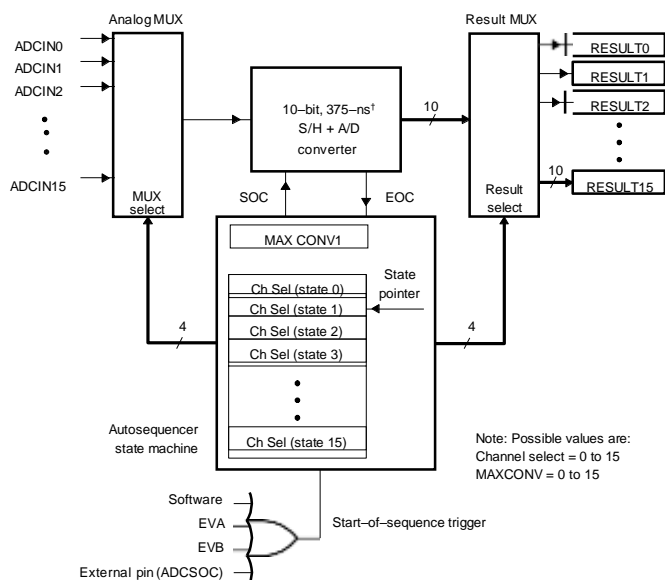 Analog MUX
Result MUX
ADCIN0
ADCIN1
ADCIN2
ADCIN15
MUX
select
10–bit, 375–ns†
S/H + A/D
converter
10
SOC
EOC
Result
select
RESULT0
RESULT1
RESULT2
10
RESULT15
MAX CONV1
State
pointer
Ch Sel (state 0)
Ch Sel (state 1)
Ch Sel (state 2)
Ch Sel (state 3)
Ch Sel (state 15)
4
4
Autosequencer
state machine
Note: Possible values are:
Channel select = 0 to 15
MAXCONV = 0 to 15
Software
EVA
EVB
External pin (ADCSOC)
Start–of–sequence trigger